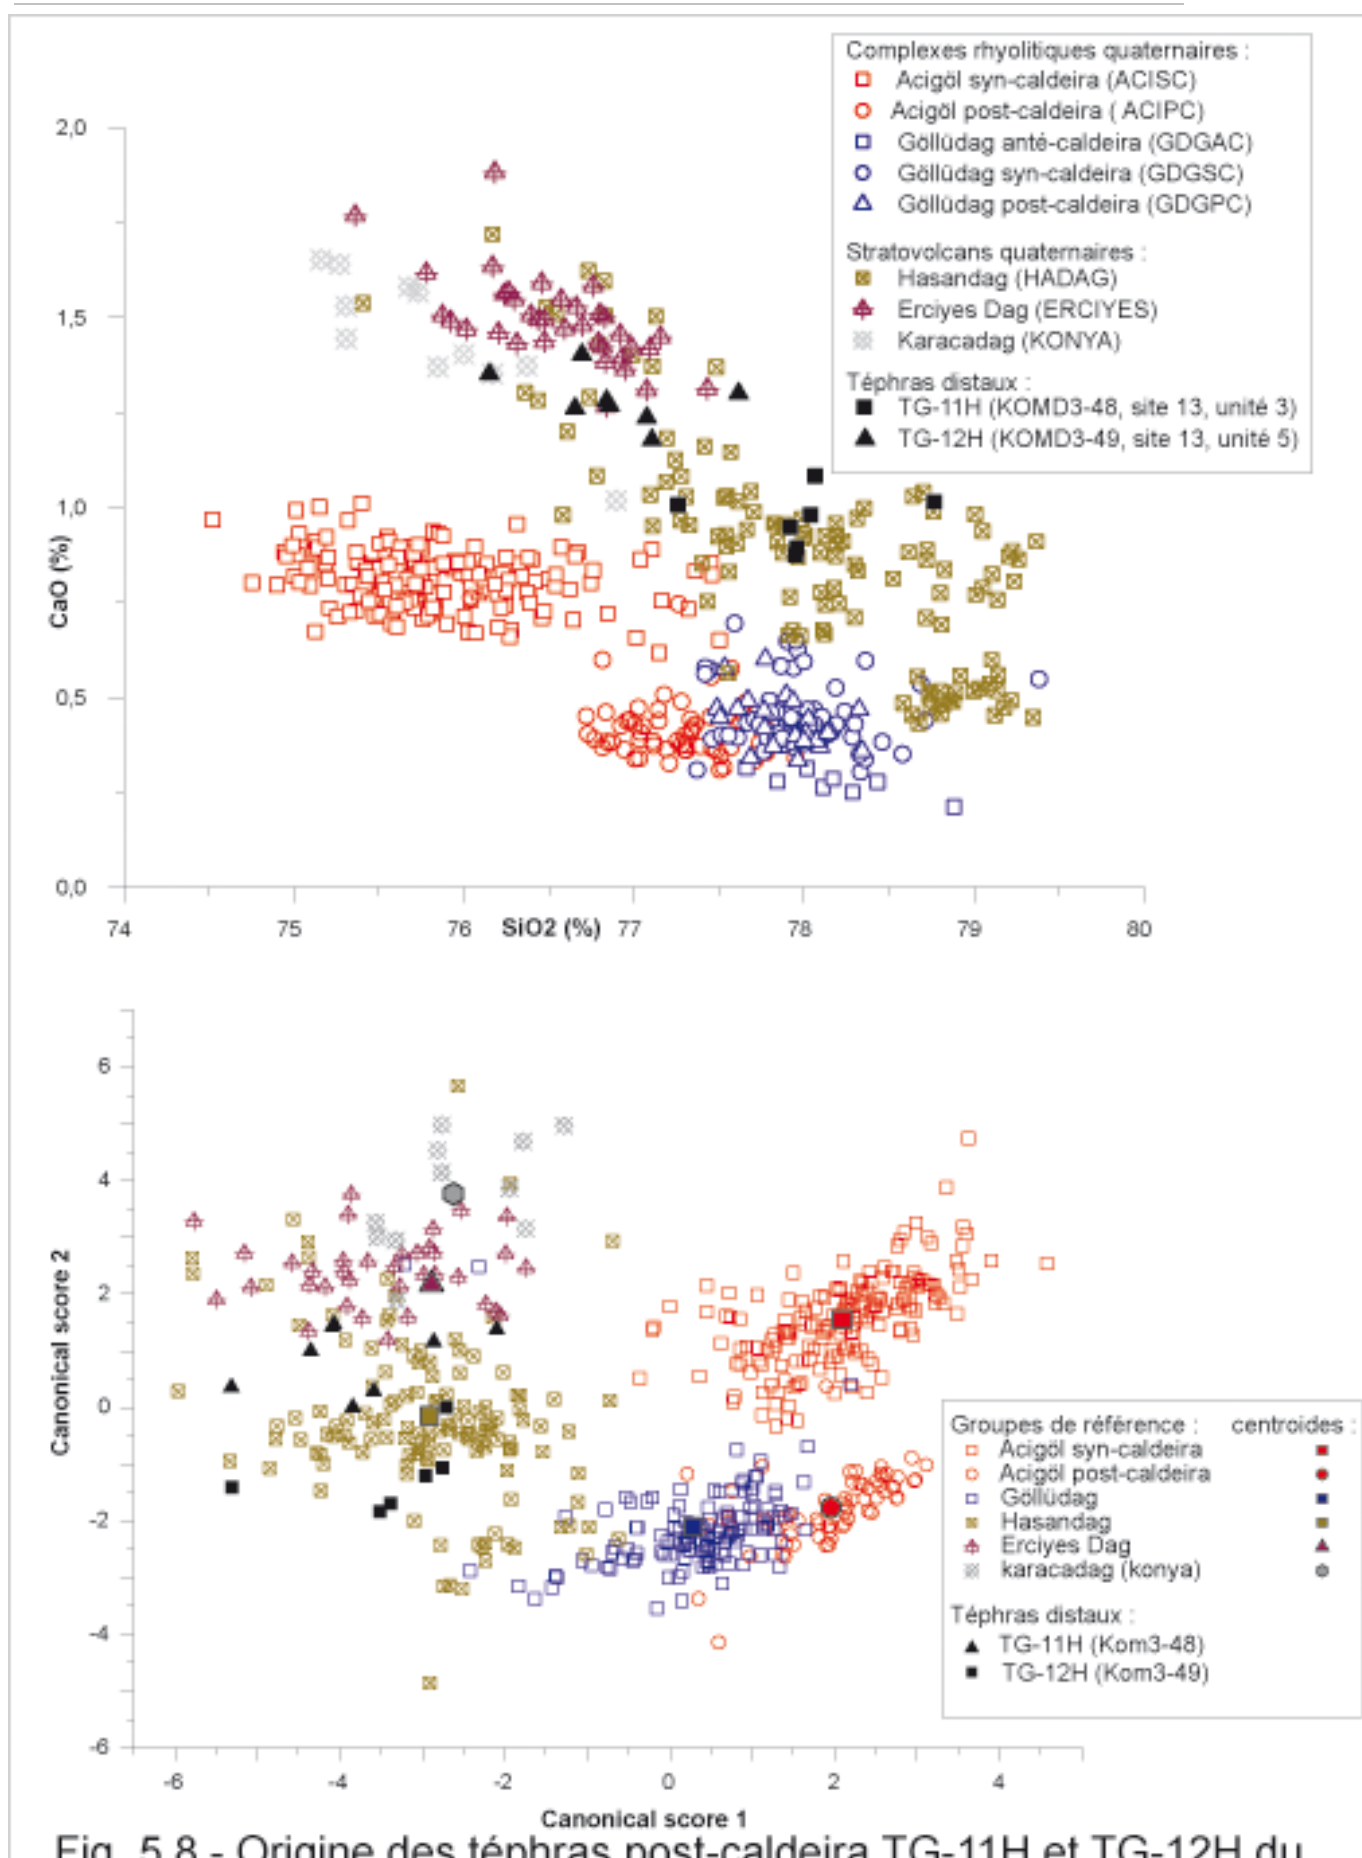 Complexes rhyolitiques quaternaires :
Acigöl syn-caldeira (ACISC)
Acigöl post-caldeira ( ACIPC)
Göllüdag anté-caldeira (GDGAC)
Göllüdag syn-caldeira (GDGSC)
Göllüdag post-caldeira (GDGPC)
Stratovolcans quaternaires :
Hasandag (HADAG)
Erciyes Dag (ERCIYES)
Karacadag (KONYA)
Téphras distaux :
TG-11H (KOMD3-48, site 13, unité 3)
TG-12H (KOMD3-49, site 13, unité 5)
2,0
1,5
1,0
0,5
0,0
CaO (%)
74 75 76 SiO2 (%) 77 78 79 80
6
4
2
0
-2
-4
-6
Canonical score 2
Groupes de référence : centroides :
Acigöl syn-caldeira
Acigöl post-caldeira
Göllüdag
Hasandag
Erciyes Dag
karacadag (konya)
Téphras distaux :
TG-11H (Kom3-48)
TG-12H (Kom3-49)
-6 -4 -2 0 2 4
Canonical score 1
Fig. 5.8 - Origine des téphras post-caldeira TG-11H et TG-12H du